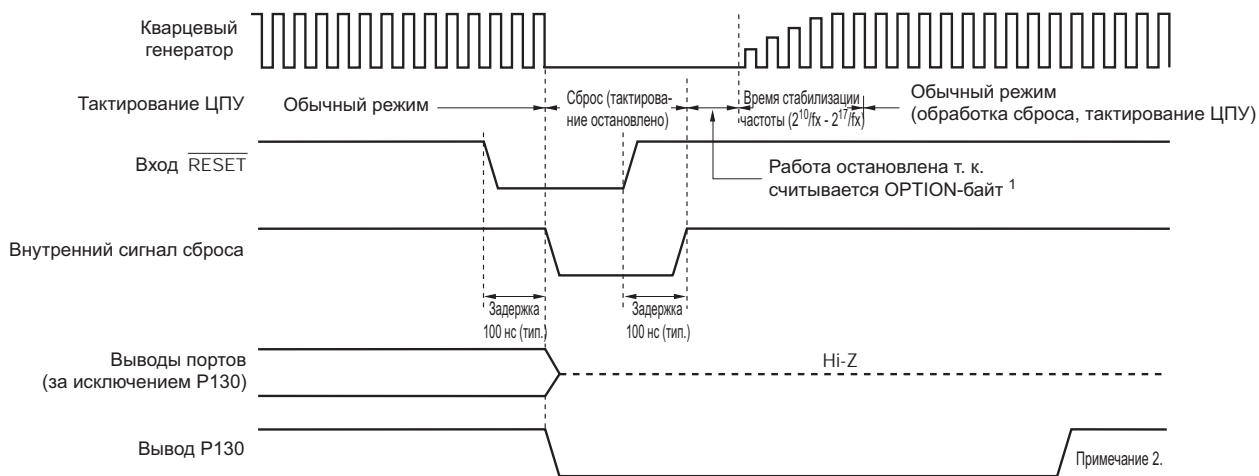 Кварцевый
генератор
Тактирование ЦПУ
Обычный режим
Сброс (тактирова-
ние остановлено)
Время стабилизации
частоты (2¹⁰/fx - 2¹⁷/fx)
Обычный режим
(обработка сброса, тактирование ЦПУ)
Вход RESET
Работа остановлена т. к.
считывается OPTION-байт ¹
Внутренний сигнал сброса
Задержка
100 нс (тип.)
Задержка
100 нс (тип.)
Выводы портов
(за исключением P130)
Hi-Z
Вывод P130
Примечание 2.